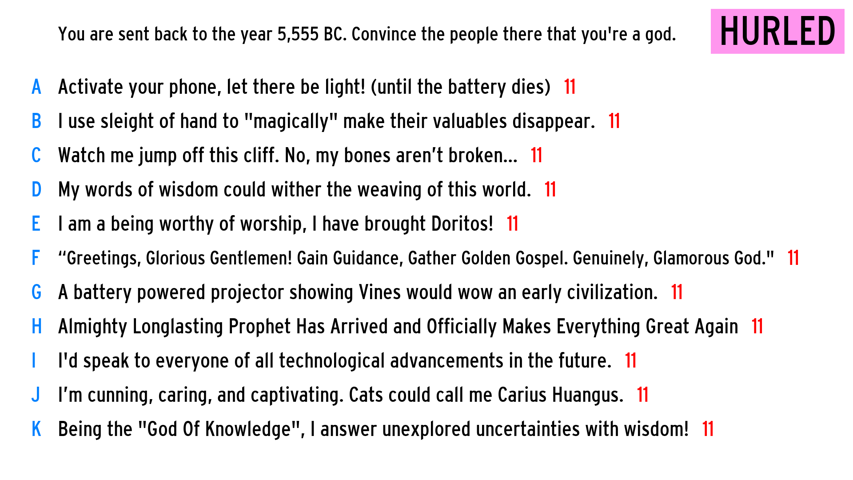 You are sent back to the year 5,555 BC. Convince the people there that you're a god.
HURLED
A Activate your phone, let there be light! (until the battery dies) 11
B I use sleight of hand to "magically" make their valuables disappear. 11
C Watch me jump off this cliff. No, my bones aren’t broken... 11
D My words of wisdom could wither the weaving of this world. 11
E I am a being worthy of worship, I have brought Doritos! 11
F “Greetings, Glorious Gentlemen! Gain Guidance, Gather Golden Gospel. Genuinely, Glamorous God." 11
G A battery powered projector showing Vines would wow an early civilization. 11
H Almighty Longlasting Prophet Has Arrived and Officially Makes Everything Great Again 11
I I'd speak to everyone of all technological advancements in the future. 11
J I’m cunning, caring, and captivating. Cats could call me Carius Huangus. 11
K Being the "God Of Knowledge", I answer unexplored uncertainties with wisdom! 11